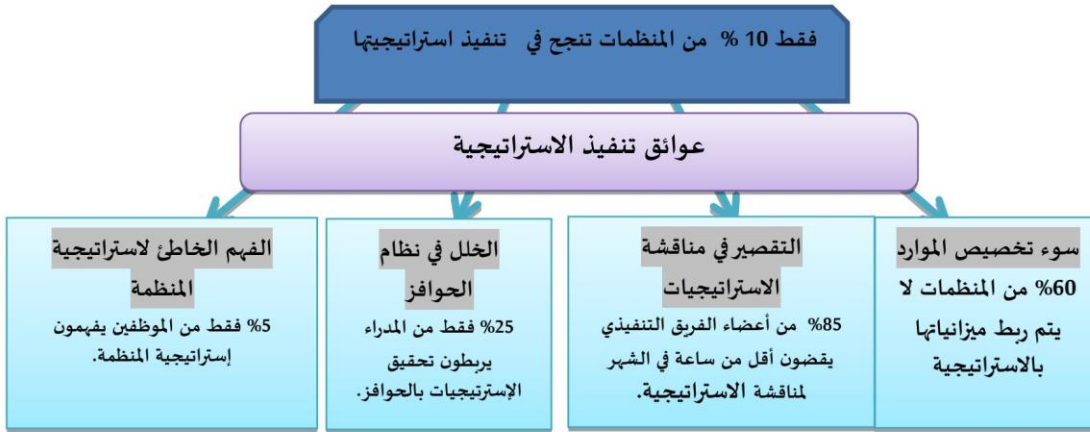 فقط 10 % من المنظمات تنجح في تنفيذ استراتيجيتها
عوائق تنفيذ الاستراتيجية
سوء تخصيص الموارد
60% من المنظمات لا
يتم ربط ميزانياتها
بالاستراتيجية
التقصير في مناقشة
الاستراتيجيات
85% من أعضاء الفريق التنفيذي
يقضون أقل من ساعة في الشهر
لمناقشة الاستراتيجية.
الخلل في نظام
الحوافز
25% فقط من المدراء
يربطون تحقيق
الإسترتيجيات بالحوافز.
الفهم الخاطئ لاستراتيجية
المنظمة
5% فقط من الموظفين يفهمون
إستراتيجية المنظمة.